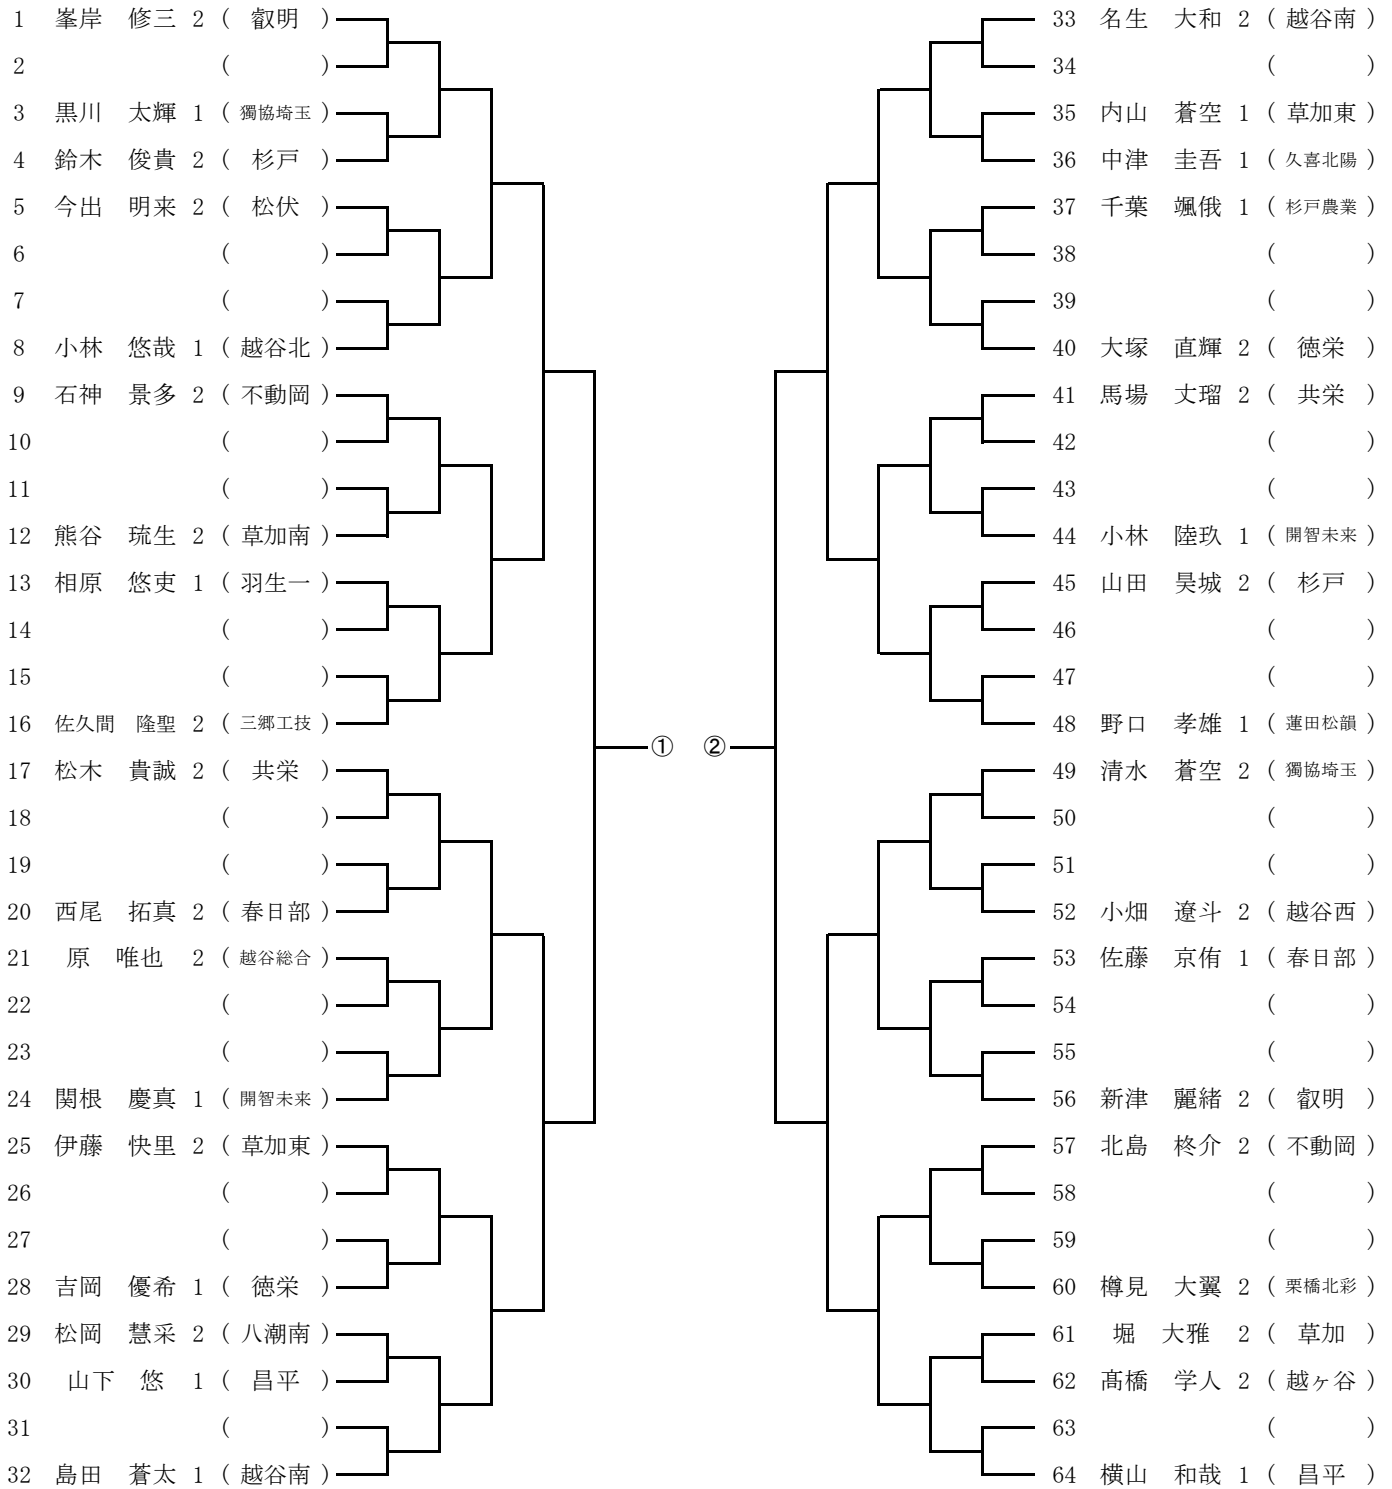 1 峯岸 修三 2 ( 叡明 )
2 ( )
3 黒川 太輝 1 ( 獨協埼玉 )
4 鈴木 俊貴 2 ( 杉戸 )
5 今出 明来 2 ( 松伏 )
6 ( )
7 ( )
8 小林 悠哉 1 ( 越谷北 )
9 石神 景多 2 ( 不動岡 )
10 ( )
11 ( )
12 熊谷 琉生 2 ( 草加南 )
13 相原 悠吏 1 ( 羽生一 )
14 ( )
15 ( )
16 佐久間 隆聖 2 ( 三郷工技 )
17 松木 貴誠 2 ( 共栄 )
18 ( )
19 ( )
20 西尾 拓真 2 ( 春日部 )
21 原 唯也 2 ( 越谷総合 )
22 ( )
23 ( )
24 関根 慶真 1 ( 開智未来 )
25 伊藤 快里 2 ( 草加東 )
26 ( )
27 ( )
28 吉岡 優希 1 ( 徳栄 )
29 松岡 慧采 2 ( 八潮南 )
30 山下 悠 1 ( 昌平 )
31 ( )
32 島田 蒼太 1 ( 越谷南 )
① ②
33 名生 大和 2 ( 越谷南 )
34 ( )
35 内山 蒼空 1 ( 草加東 )
36 中津 圭吾 1 ( 久喜北陽 )
37 千葉 颯俄 1 ( 杉戸農業 )
38 ( )
39 ( )
40 大塚 直輝 2 ( 徳栄 )
41 馬場 丈瑠 2 ( 共栄 )
42 ( )
43 ( )
44 小林 陸玖 1 ( 開智未来 )
45 山田 昊城 2 ( 杉戸 )
46 ( )
47 ( )
48 野口 孝雄 1 ( 蓮田松韻 )
49 清水 蒼空 2 ( 獨協埼玉 )
50 ( )
51 ( )
52 小畑 遼斗 2 ( 越谷西 )
53 佐藤 京侑 1 ( 春日部 )
54 ( )
55 ( )
56 新津 麗緒 2 ( 叡明 )
57 北島 柊介 2 ( 不動岡 )
58 ( )
59 ( )
60 樽見 大翼 2 ( 栗橋北彩 )
61 堀 大雅 2 ( 草加 )
62 髙橋 学人 2 ( 越ヶ谷 )
63 ( )
64 横山 和哉 1 ( 昌平 )